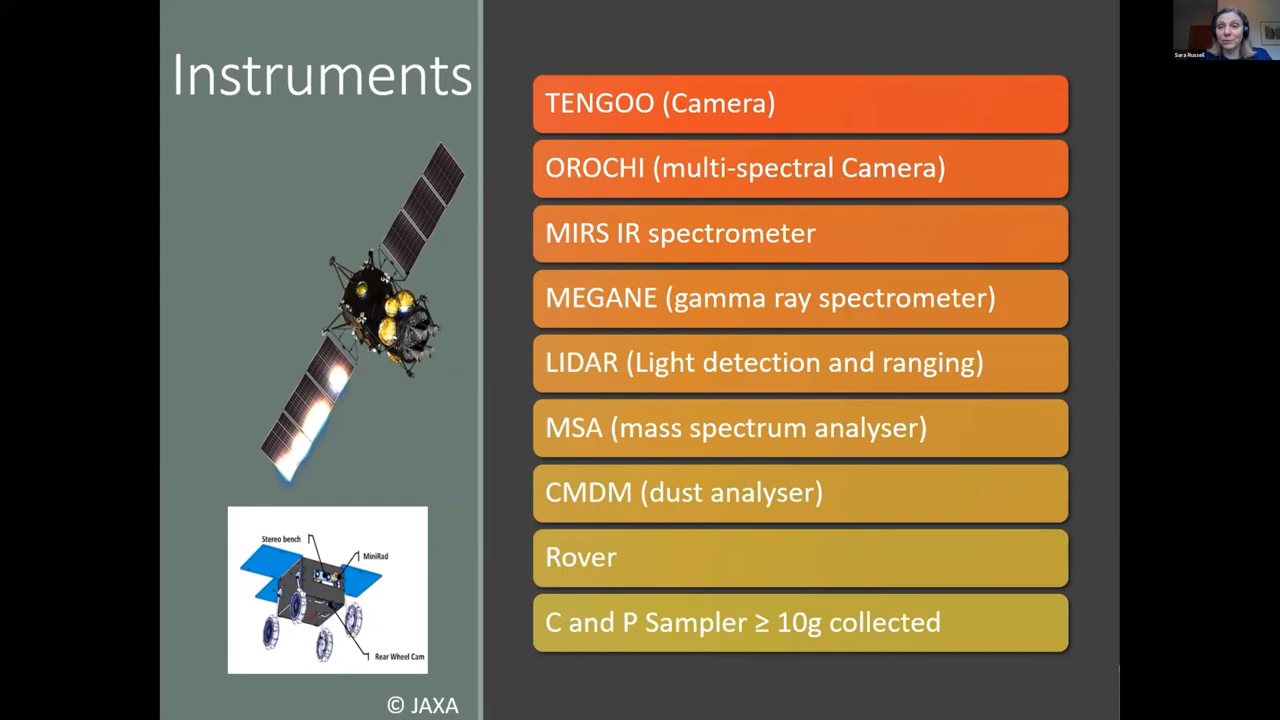 Instruments
TENGOO (Camera)
OROCHI (multi-spectral Camera)
MIRS IR spectrometer
MEGANE (gamma ray spectrometer)
LIDAR (Light detection and ranging)
MSA (mass spectrum analyser)
CMDM (dust analyser)
Rover
C and P Sampler ≥ 10g collected
Stereo bench
MiniRad
Rear Wheel Cam
© JAXA
Sara Russell